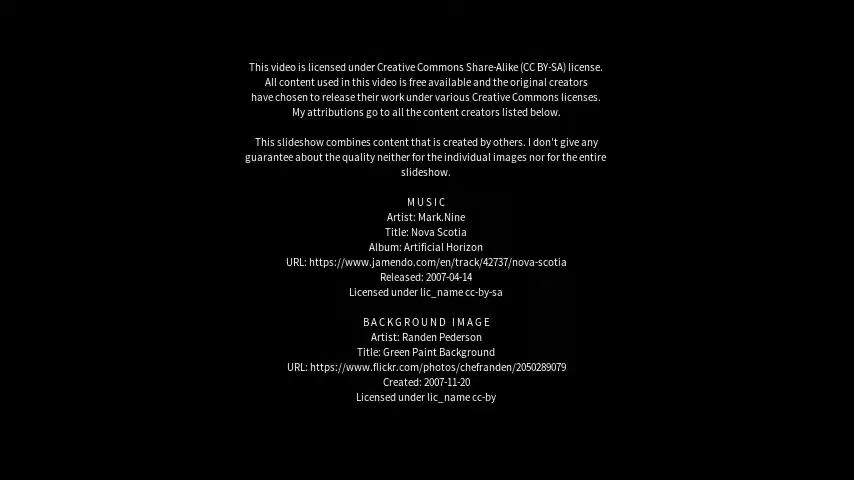 This video is licensed under Creative Commons Share-Alike (CC BY-SA) license.
All content used in this video is free available and the original creators
have chosen to release their work under various Creative Commons licenses.
My attributions go to all the content creators listed below.
This slideshow combines content that is created by others. I don't give any
guarantee about the quality neither for the individual images nor for the entire
slideshow.
MUSIC
Artist: Mark.Nine
Title: Nova Scotia
Album: Artificial Horizon
URL: https://www.jamendo.com/en/track/42737/nova-scotia
Released: 2007-04-14
Licensed under lic_name cc-by-sa
BACKGROUND IMAGE
Artist: Randen Pederson
Title: Green Paint Background
URL: https://www.flickr.com/photos/chefranden/2050289079
Created: 2007-11-20
Licensed under lic_name cc-by